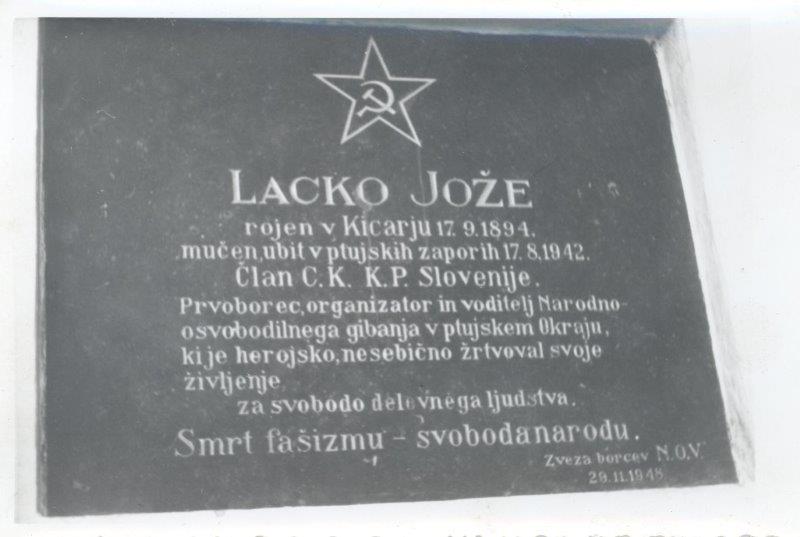 LACKO JOŽE
rojen v Kicarju 17. 9. 1894.
mučen, ubit v ptujskih zaporih 17. 8. 1942.
Član C.K. K.P. Slovenije.
Prvoborec, organizator in voditelj Narodno-
osvobodilnega gibanja v ptujskem Okraju,
ki je herojsko, nesebično žrtvoval svoje
življenje
za svobodo delovnega ljudstva.
Smrt fašizmu - svobodanarodu.
Zveza borcev N.O.V.
29.11.1948